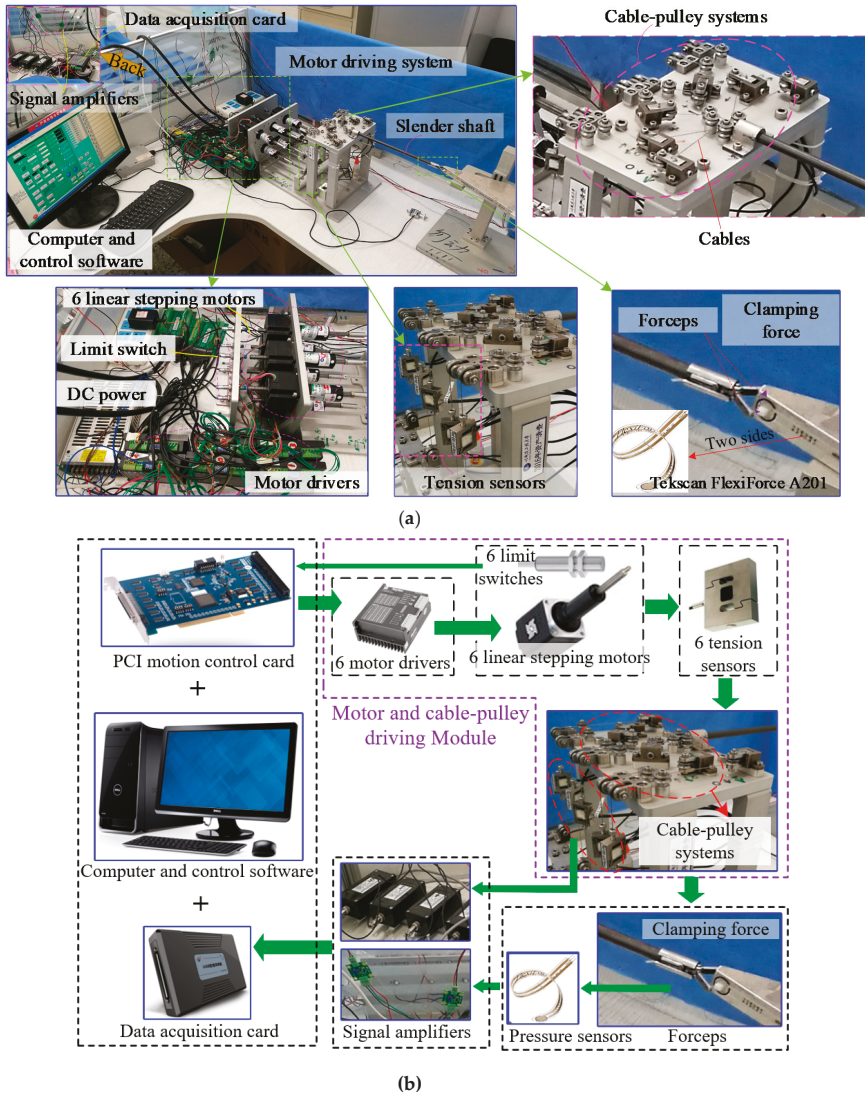 Data acquisition card
Back
Motor driving system
Signal amplifiers
Slender shaft
Computer and
control software
Cable-pulley systems
Cables
6 linear stepping motors
Limit switch
DC power
Motor drivers
Tension sensors
Forceps
Clamping
force
Two sides
Tekscan FlexiForce A201
(a)
PCI motion control card
+
Computer and control software
+
Data acquisition card
6 limit
switches
6 motor drivers
6 linear stepping motors
6 tension
sensors
Motor and cable-pulley
driving Module
Cable-pulley
systems
Signal amplifiers
Clamping force
Pressure sensors
Forceps
(b)